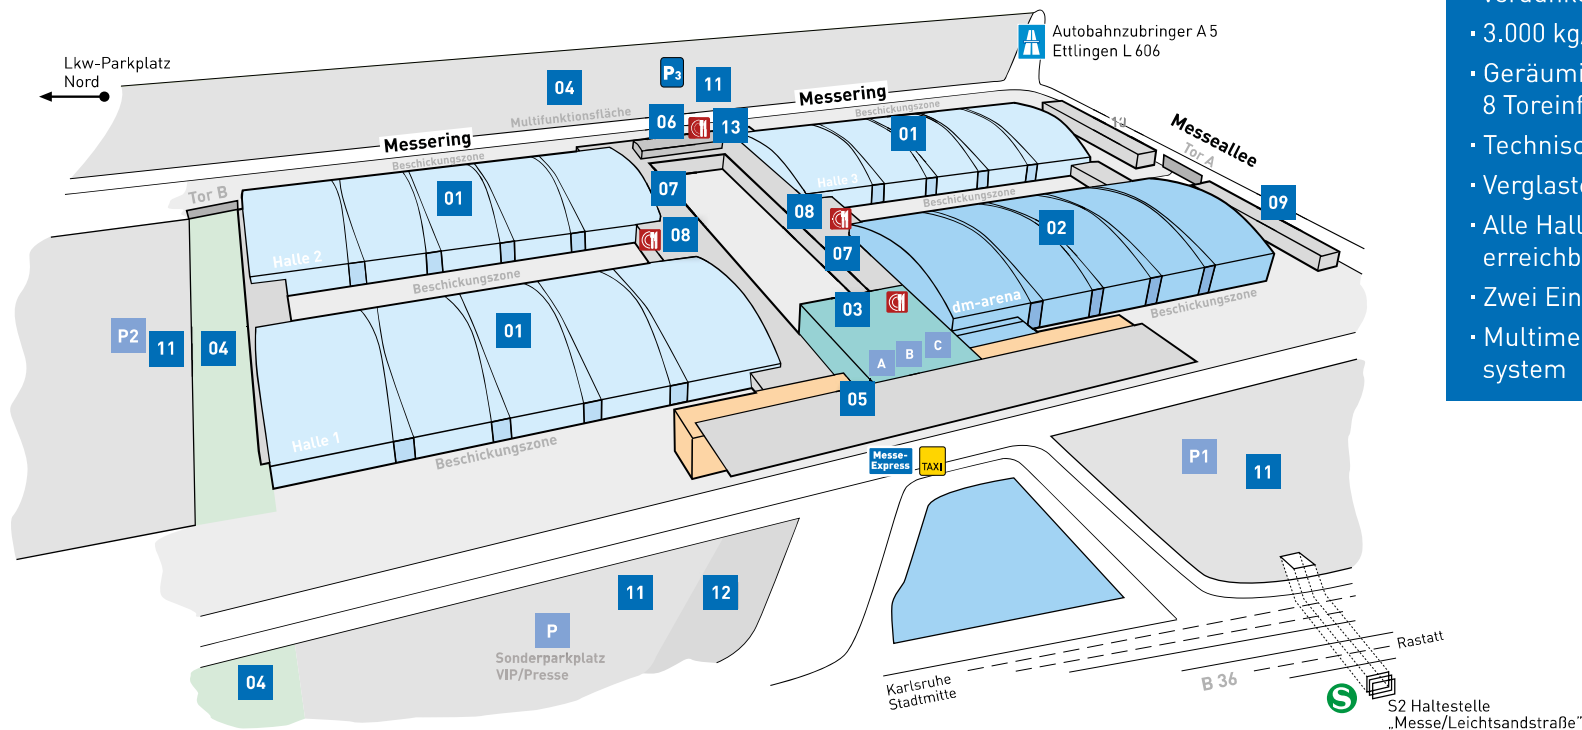 Lkw-Parkplatz
Nord
Autobahnzubringer A 5
Ettlingen L 606
P3
04
11
Multifunktionsfläche
Messering
Beschickungszone
06
13
01
10
Messeallee
Tor A
Messering
Beschickungszone
Tor B
01
07
Halle 3
Beschickungszone
08
02
09
08
07
Halle 2
Beschickungszone
03
dm-arena
Beschickungszone
P2
11
04
01
A
B
C
05
Halle 1
Beschickungszone
Messe-
Express
TAXI
P1
11
11
12
P
Sonderparkplatz
VIP/Presse
04
Karlsruhe
Stadtmitte
B 36
Rastatt
S
S2 Haltestelle
„Messe/Leichtsandstraße"
· 3.000 kg
· Geräumi
8 Toreinf
· Technisc
· Verglast
· Alle Hall
erreichb
· Zwei Ein
· Multime
system